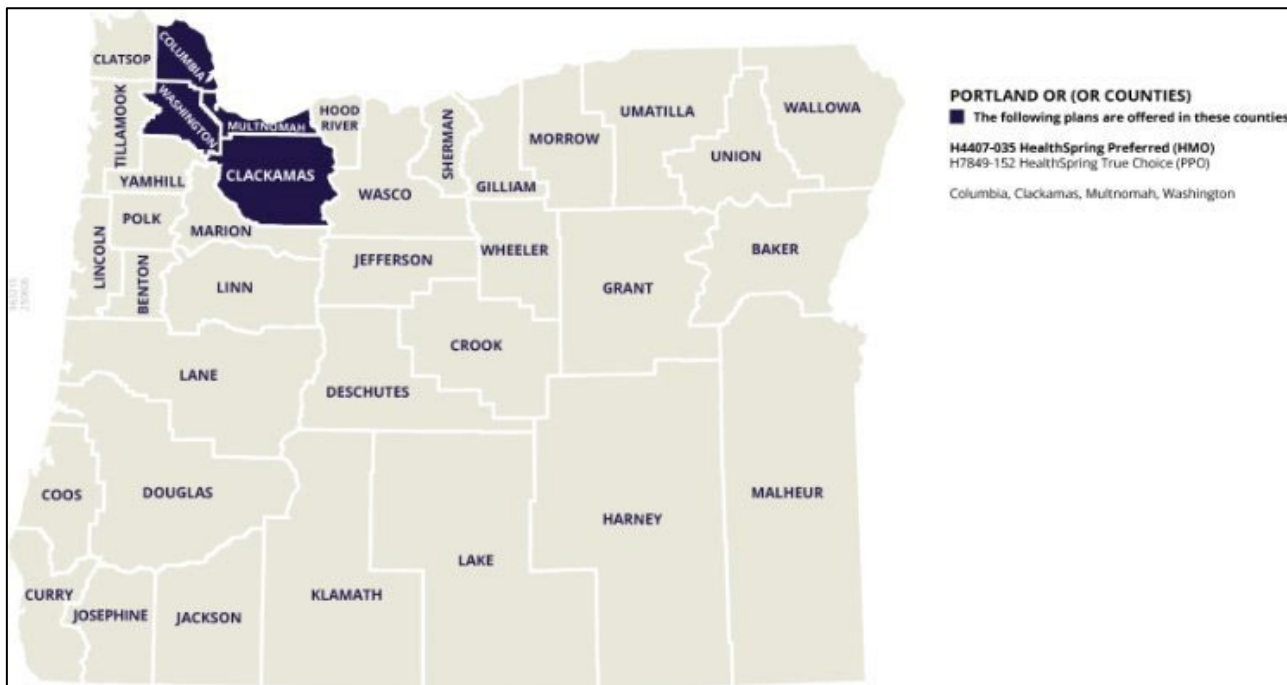 COLUMBIA
CLATSOP
WASHINGTON
TILLAMOOK
MULTNOMAH
HOOD
RIVER
SHERMAN
MORROW
UMATILLA
WALLOWA
UNION
CLACKAMAS
YAMHILL
WASCO
GILLIAM
POLK
MARION
LINCOLN
BENTON
LINN
JEFFERSON
WHEELER
GRANT
BAKER
CROOK
LANE
DESCHUTES
COOS
DOUGLAS
HARNEY
MALHEUR
LAKE
CURRY
JOSEPHINE
JACKSON
KLAMATH
PORTLAND OR (OR COUNTIES)
The following plans are offered in these counties
H4407-035 HealthSpring Preferred (HMO)
H7849-152 HealthSpring True Choice (PPO)
Columbia, Clackamas, Multnomah, Washington